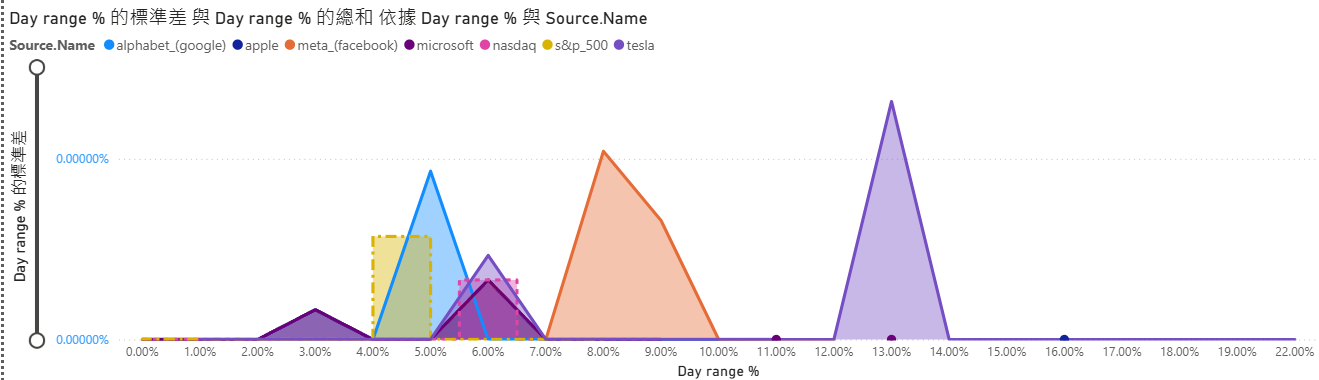 Day range % 的標準差 與 Day range % 的總和 依據 Day range % 與 Source.Name
Source.Name alphabet_(google) apple meta_(facebook) microsoft nasdaq s&p_500 tesla
Day range % 的標準差
0.00000%
0.00000%
0.00% 1.00% 2.00% 3.00% 4.00% 5.00% 6.00% 7.00% 8.00% 9.00% 10.00% 11.00% 12.00% 13.00% 14.00% 15.00% 16.00% 17.00% 18.00% 19.00% 20.00% 21.00% 22.00%
Day range %